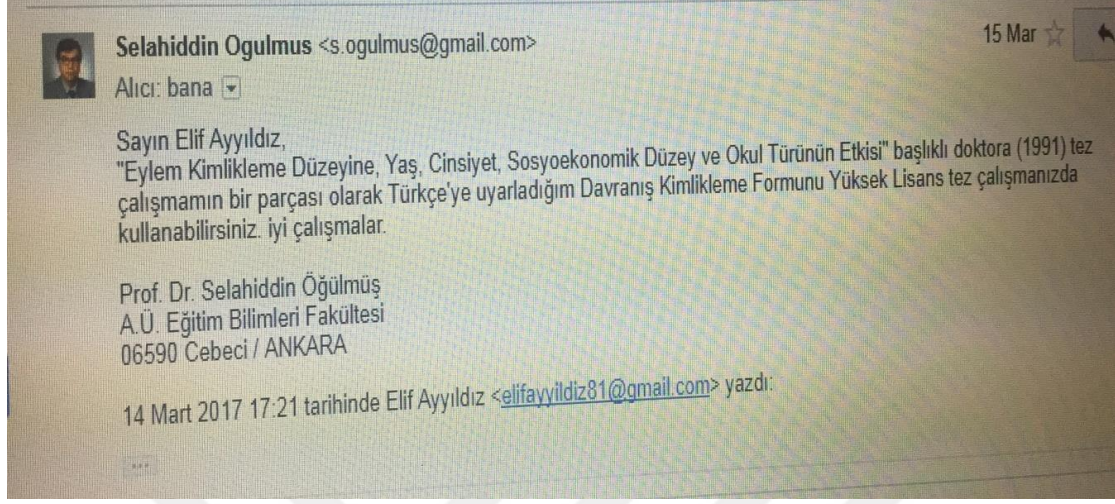 Selahiddin Ogulmus <s.ogulmus@gmail.com>
15 Mar
Alıcı: bana
Sayın Elif Ayyıldız,
"Eylem Kimlikleme Düzeyine, Yaş, Cinsiyet, Sosyoekonomik Düzey ve Okul Türünün Etkisi" başlıklı doktora (1991) tez
çalışmamın bir parçası olarak Türkçe'ye uyarladığım Davranış Kimlikleme Formunu Yüksek Lisans tez çalışmanızda
kullanabilirsiniz. iyi çalışmalar.
Prof. Dr. Selahiddin Öğülmüş
A.Ü. Eğitim Bilimleri Fakültesi
06590 Cebeci / ANKARA
14 Mart 2017 17:21 tarihinde Elif Ayyıldız <elifayyildiz81@gmail.com> yazdı: